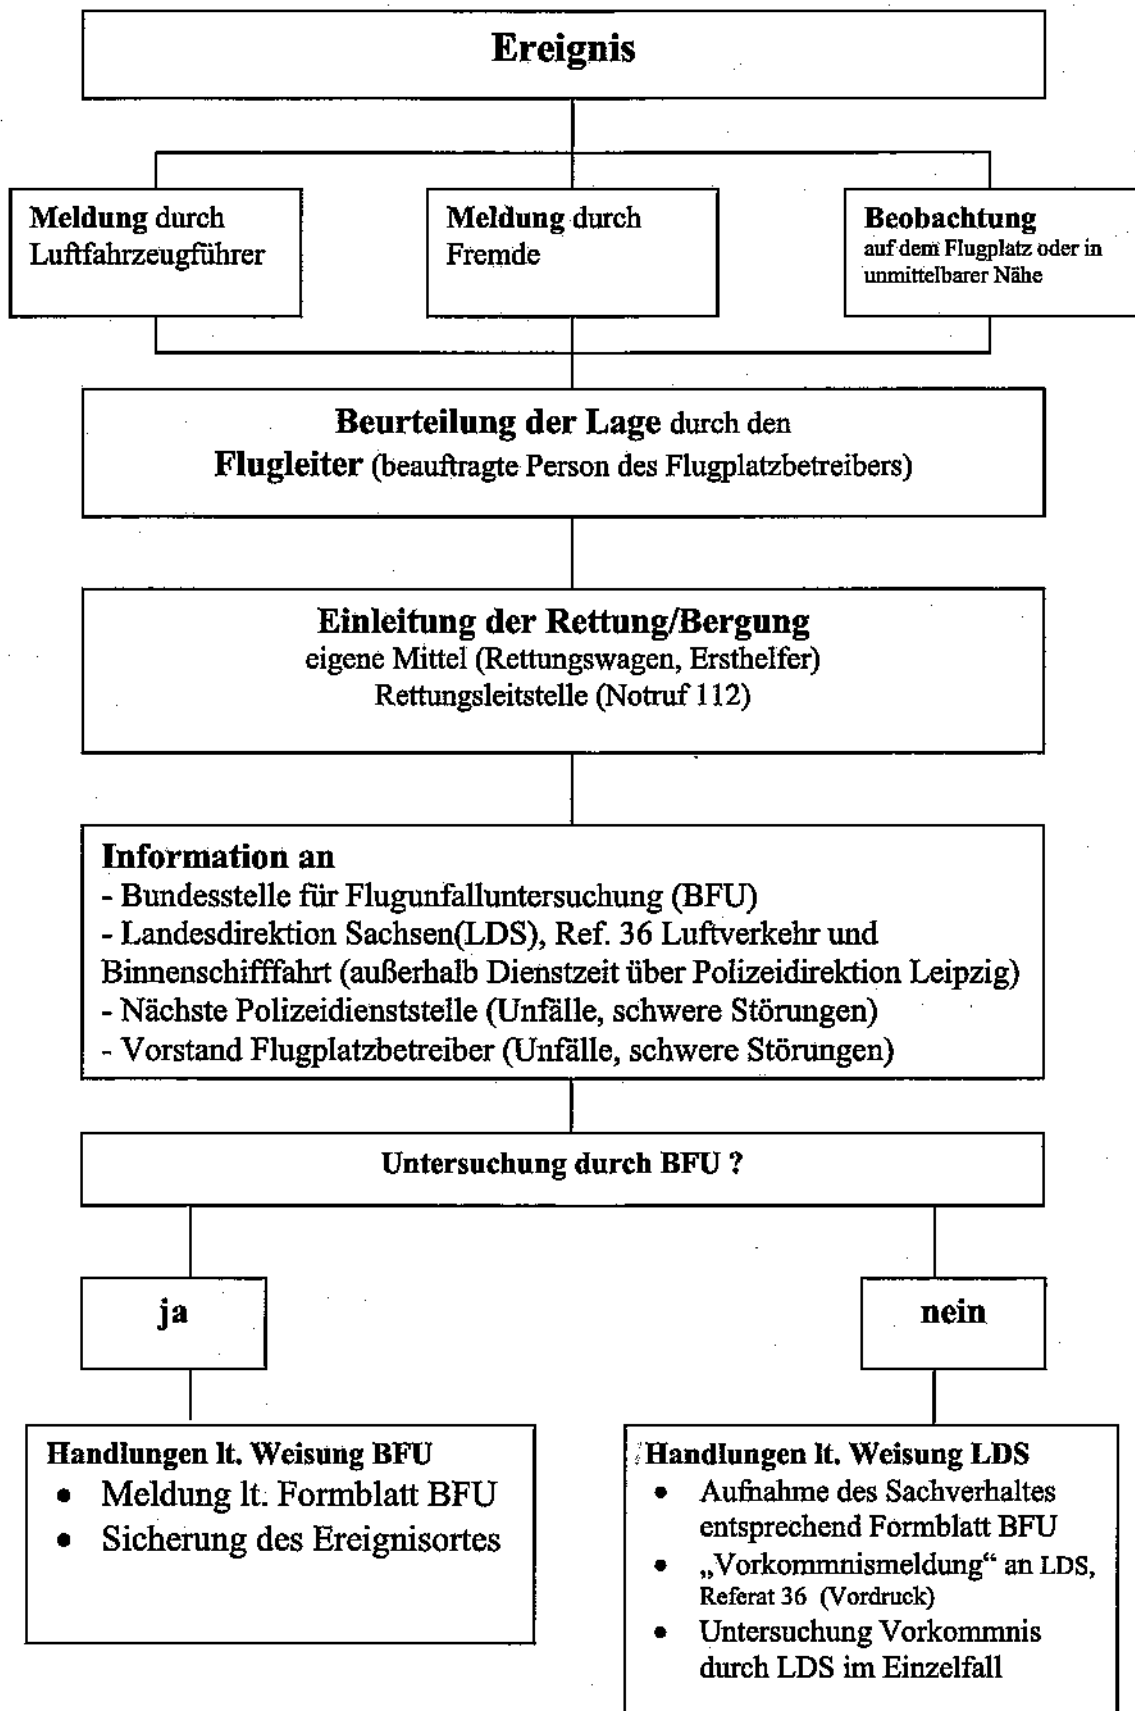 Ereignis
Meldung durch
Luftfahrzeugführer
Meldung durch
Fremde
Beobachtung
auf dem Flugplatz oder in
unmittelbarer Nähe
Beurteilung der Lage durch den
Flugleiter (beauftragte Person des Flugplatzbetreibers)
Einleitung der Rettung/Bergung
eigene Mittel (Rettungswagen, Ersthelfer)
Rettungsleitstelle (Notruf 112)
Information an
- Bundesstelle für Flugunfalluntersuchung (BFU)
- Landesdirektion Sachsen(LDS), Ref. 36 Luftverkehr und
Binnenschifffahrt (außerhalb Dienstzeit über Polizeidirektion Leipzig)
- Nächste Polizeidienststelle (Unfälle, schwere Störungen)
- Vorstand Flugplatzbetreiber (Unfälle, schwere Störungen)
Untersuchung durch BFU ?
ja
nein
Handlungen lt. Weisung BFU
• Meldung lt. Formblatt BFU
• Sicherung des Ereignisortes
Handlungen lt. Weisung LDS
• Aufnahme des Sachverhaltes
entsprechend Formblatt BFU
• „Vorkommnismeldung“ an LDS,
Referat 36 (Vordruck)
• Untersuchung Vorkommnis
durch LDS im Einzelfall